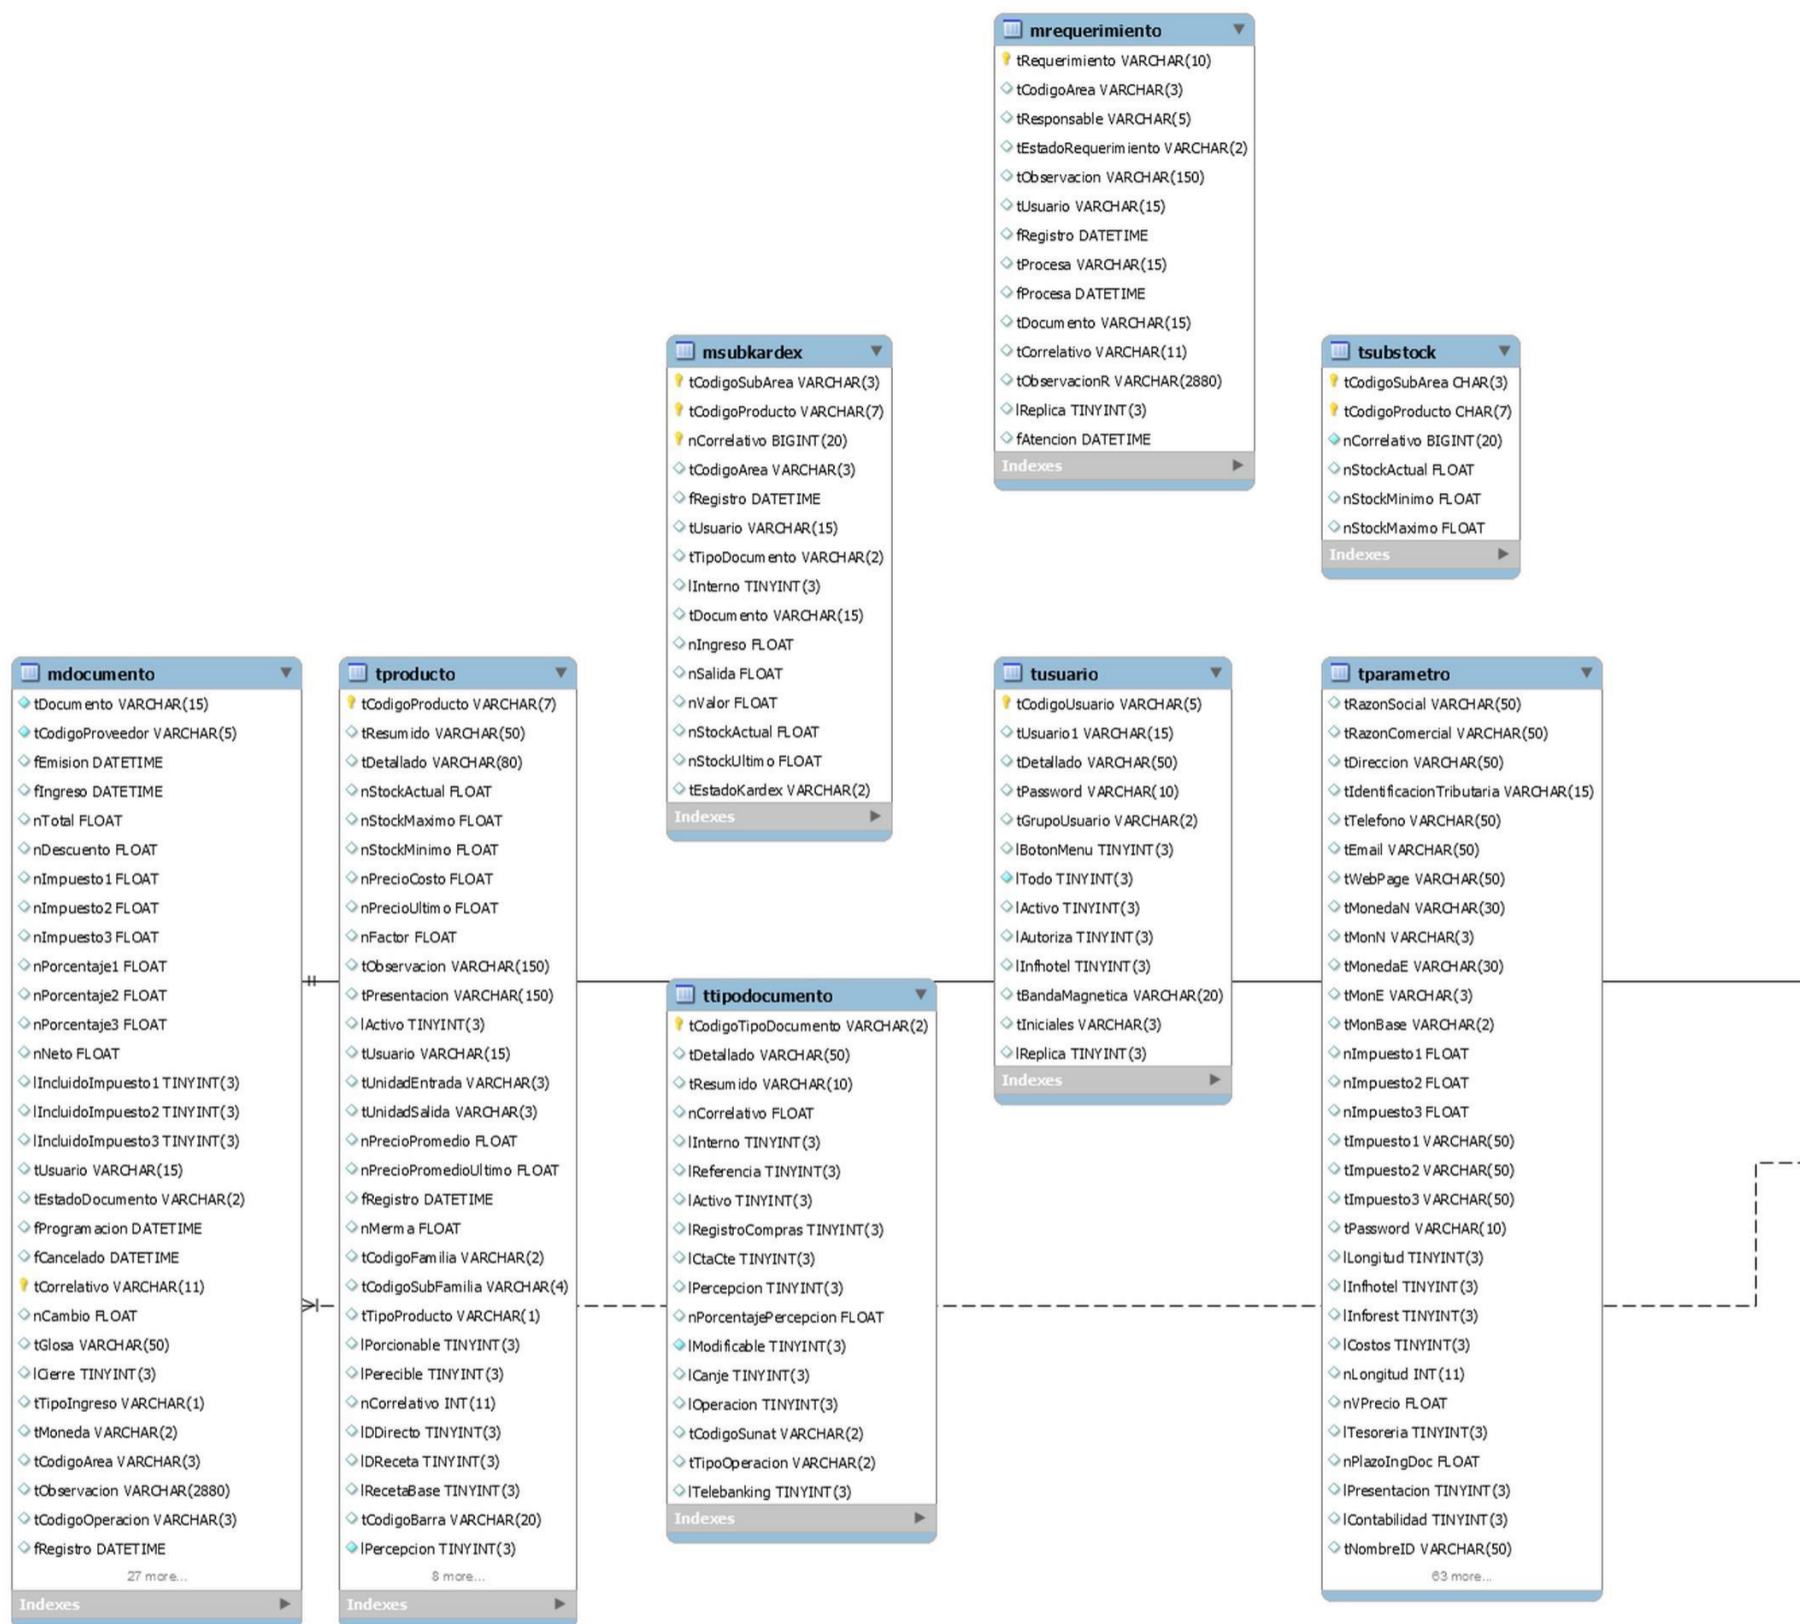 mrequerimiento
tRequerimiento VARCHAR(10)
tCodigoArea VARCHAR(3)
tResponsable VARCHAR(5)
tEstadoRequerimiento VARCHAR(2)
tObservacion VARCHAR(150)
tUsuario VARCHAR(15)
fRegistro DATETIME
tProcesa VARCHAR(15)
fProcesa DATETIME
tDocumento VARCHAR(15)
tCorrelativo VARCHAR(11)
tObservacionR VARCHAR(2880)
lReplica TINYINT(3)
fAtencion DATETIME
Indexes
msubkardex
tCodigoSubArea VARCHAR(3)
tCodigoProducto VARCHAR(7)
nCorrelativo BIGINT(20)
tCodigoArea VARCHAR(3)
fRegistro DATETIME
tUsuario VARCHAR(15)
tTipoDocumento VARCHAR(2)
lInterno TINYINT(3)
tDocumento VARCHAR(15)
nIngreso FLOAT
nSalida FLOAT
nValor FLOAT
nStockActual FLOAT
nStockUltimo FLOAT
tEstadoKardex VARCHAR(2)
Indexes
tsubstock
tCodigoSubArea CHAR(3)
tCodigoProducto CHAR(7)
nCorrelativo BIGINT(20)
nStockActual FLOAT
nStockMinimo FLOAT
nStockMaximo FLOAT
Indexes
mdocumento
tDocumento VARCHAR(15)
tCodigoProveedor VARCHAR(5)
fEmision DATETIME
fIngreso DATETIME
nTotal FLOAT
nDescuento FLOAT
nImpuesto1 FLOAT
nImpuesto2 FLOAT
nImpuesto3 FLOAT
nPorcentaje1 FLOAT
nPorcentaje2 FLOAT
nPorcentaje3 FLOAT
nNeto FLOAT
lIncluidoImpuesto1 TINYINT(3)
lIncluidoImpuesto2 TINYINT(3)
lIncluidoImpuesto3 TINYINT(3)
tUsuario VARCHAR(15)
tEstadoDocumento VARCHAR(2)
fProgramacion DATETIME
fCancelado DATETIME
tCorrelativo VARCHAR(11)
nCambio FLOAT
tGlosa VARCHAR(50)
lCierre TINYINT(3)
tTipoIngreso VARCHAR(1)
tMoneda VARCHAR(2)
tCodigoArea VARCHAR(3)
tObservacion VARCHAR(2880)
tCodigoOperacion VARCHAR(3)
fRegistro DATETIME
27 more...
Indexes
tproducto
tCodigoProducto VARCHAR(7)
tResumido VARCHAR(50)
tDetallado VARCHAR(80)
nStockActual FLOAT
nStockMaximo FLOAT
nStockMinimo FLOAT
nPrecioCosto FLOAT
nPrecioUltimo FLOAT
nFactor FLOAT
tObservacion VARCHAR(150)
tPresentacion VARCHAR(150)
lActivo TINYINT(3)
tUsuario VARCHAR(15)
tUnidadEntrada VARCHAR(3)
tUnidadSalida VARCHAR(3)
nPrecioPromedio FLOAT
nPrecioPromedioUltimo FLOAT
fRegistro DATETIME
nMerma FLOAT
tCodigoFamilia VARCHAR(2)
tCodigoSubFamilia VARCHAR(4)
tTipoProducto VARCHAR(1)
lPorcionable TINYINT(3)
lPerecible TINYINT(3)
nCorrelativo INT(11)
lDDirecto TINYINT(3)
lDReceta TINYINT(3)
lRecetaBase TINYINT(3)
tCodigoBarra VARCHAR(20)
lPercepcion TINYINT(3)
8 more...
Indexes
ttipodocumento
tCodigoTipoDocumento VARCHAR(2)
tDetallado VARCHAR(50)
tResumido VARCHAR(10)
nCorrelativo FLOAT
lInterno TINYINT(3)
lReferencia TINYINT(3)
lActivo TINYINT(3)
lRegistroCompras TINYINT(3)
lCtaCte TINYINT(3)
lPercepcion TINYINT(3)
nPorcentajePercepcion FLOAT
lModificable TINYINT(3)
lCanje TINYINT(3)
lOperacion TINYINT(3)
tCodigoSunat VARCHAR(2)
tTipoOperacion VARCHAR(2)
lTelebanking TINYINT(3)
Indexes
tusuario
tCodigoUsuario VARCHAR(5)
tUsuario1 VARCHAR(15)
tDetallado VARCHAR(50)
tPassword VARCHAR(10)
tGrupoUsuario VARCHAR(2)
lBotonMenu TINYINT(3)
lTodo TINYINT(3)
lActivo TINYINT(3)
lAutoriza TINYINT(3)
lInfhotel TINYINT(3)
tBandaMagnetica VARCHAR(20)
tIniciales VARCHAR(3)
lReplica TINYINT(3)
Indexes
tparametro
tRazonSocial VARCHAR(50)
tRazonComercial VARCHAR(50)
tDireccion VARCHAR(50)
tIdentificacionTributaria VARCHAR(15)
tTelefono VARCHAR(50)
tEmail VARCHAR(50)
tWebPage VARCHAR(50)
tMonedaN VARCHAR(30)
tMonN VARCHAR(3)
tMonedaE VARCHAR(30)
tMonE VARCHAR(3)
tMonBase VARCHAR(2)
nImpuesto1 FLOAT
nImpuesto2 FLOAT
nImpuesto3 FLOAT
tImpuesto1 VARCHAR(50)
tImpuesto2 VARCHAR(50)
tImpuesto3 VARCHAR(50)
tPassword VARCHAR(10)
lLongitud TINYINT(3)
lInfhotel TINYINT(3)
lInforest TINYINT(3)
lCostos TINYINT(3)
nLongitud INT(11)
nVPrecio FLOAT
lTesoreria TINYINT(3)
nPlazoIngDoc FLOAT
lPresentacion TINYINT(3)
lContabilidad TINYINT(3)
tNombreID VARCHAR(50)
63 more...